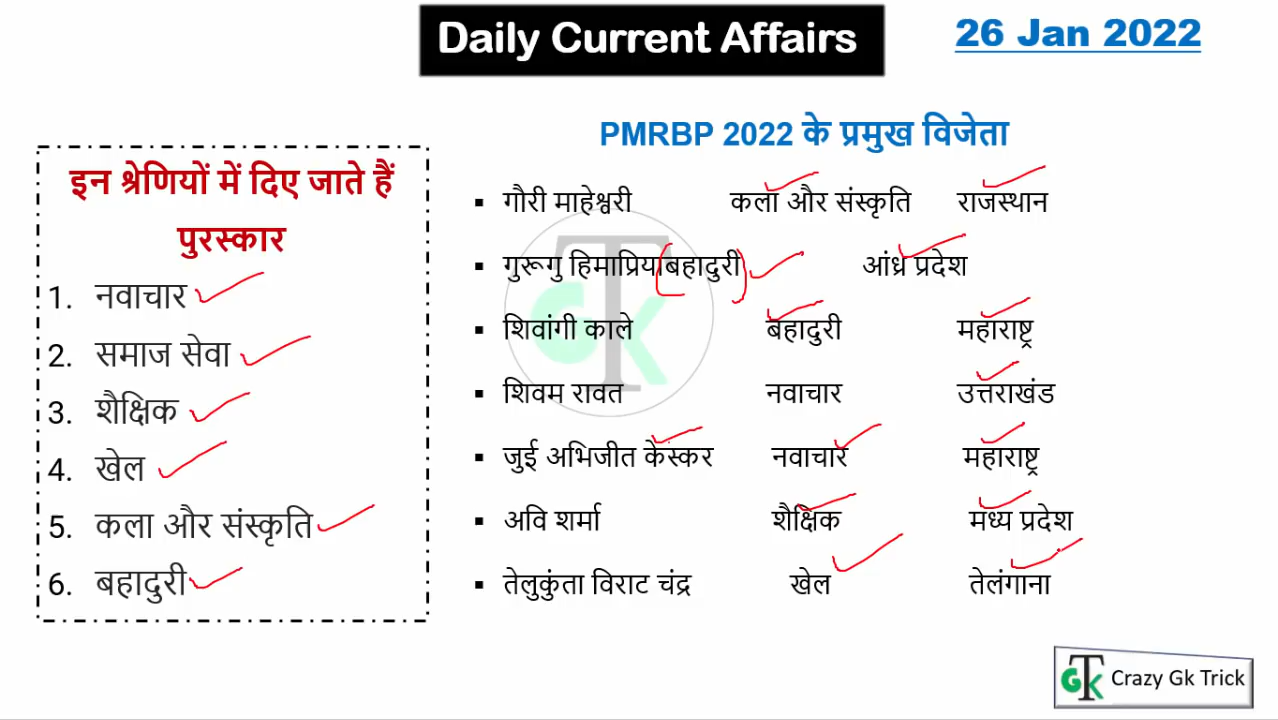 Daily Current Affairs
26 Jan 2022
इन श्रेणियों में दिए जाते हैं
पुरस्कार
1. नवाचार
2. समाज सेवा
3. शैक्षिक
4. खेल
5. कला और संस्कृति
6. बहादुरी
PMRBP 2022 के प्रमुख विजेता
▪ गौरी माहेश्वरी कला और संस्कृति राजस्थान
▪ गुरूगु हिमाप्रिया बहादुरी आंध्र प्रदेश
▪ शिवांगी काले बहादुरी महाराष्ट्र
▪ शिवम रावत नवाचार उत्तराखंड
▪ जुई अभिजीत केस्कर नवाचार महाराष्ट्र
▪ अवि शर्मा शैक्षिक मध्य प्रदेश
▪ तेलुकुंता विराट चंद्र खेल तेलंगाना
GTK
GTK Crazy Gk Trick